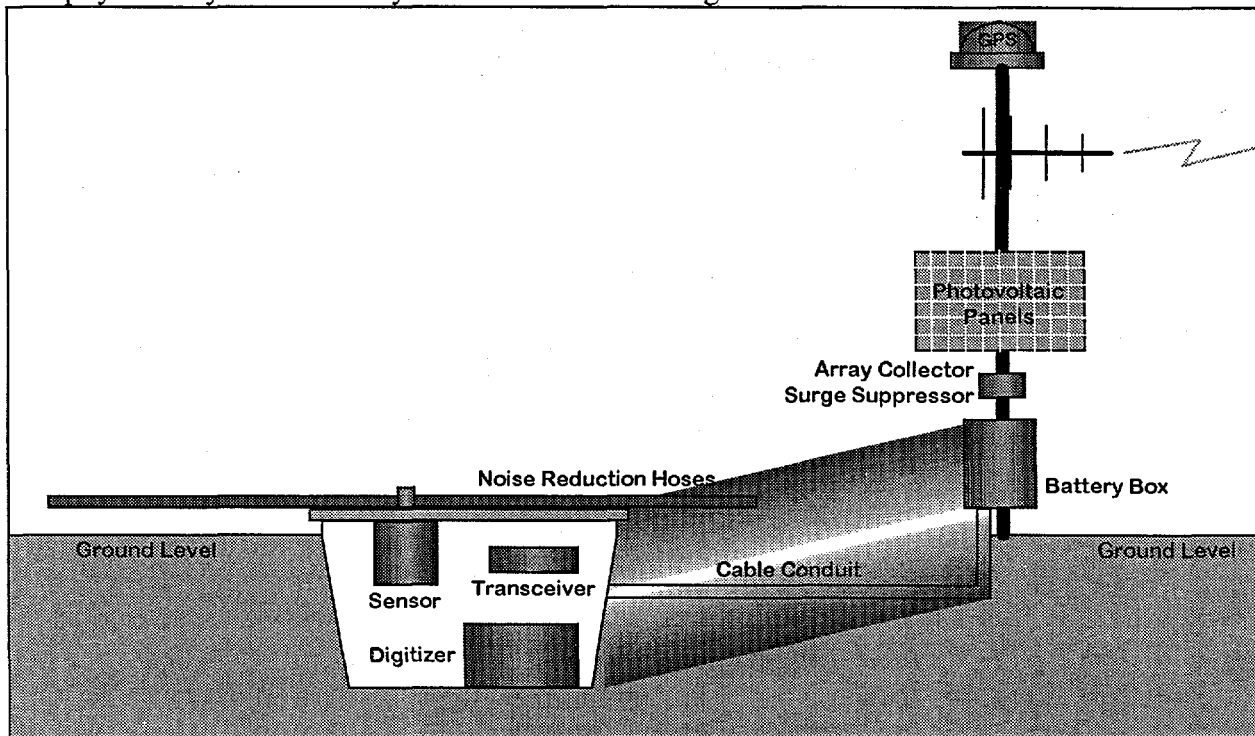 GPS
Photovoltaic
Panels
Array Collector
Surge Suppressor
Noise Reduction Hoses
Battery Box
Ground Level
Ground Level
Cable Conduit
Transceiver
Sensor
Digitizer